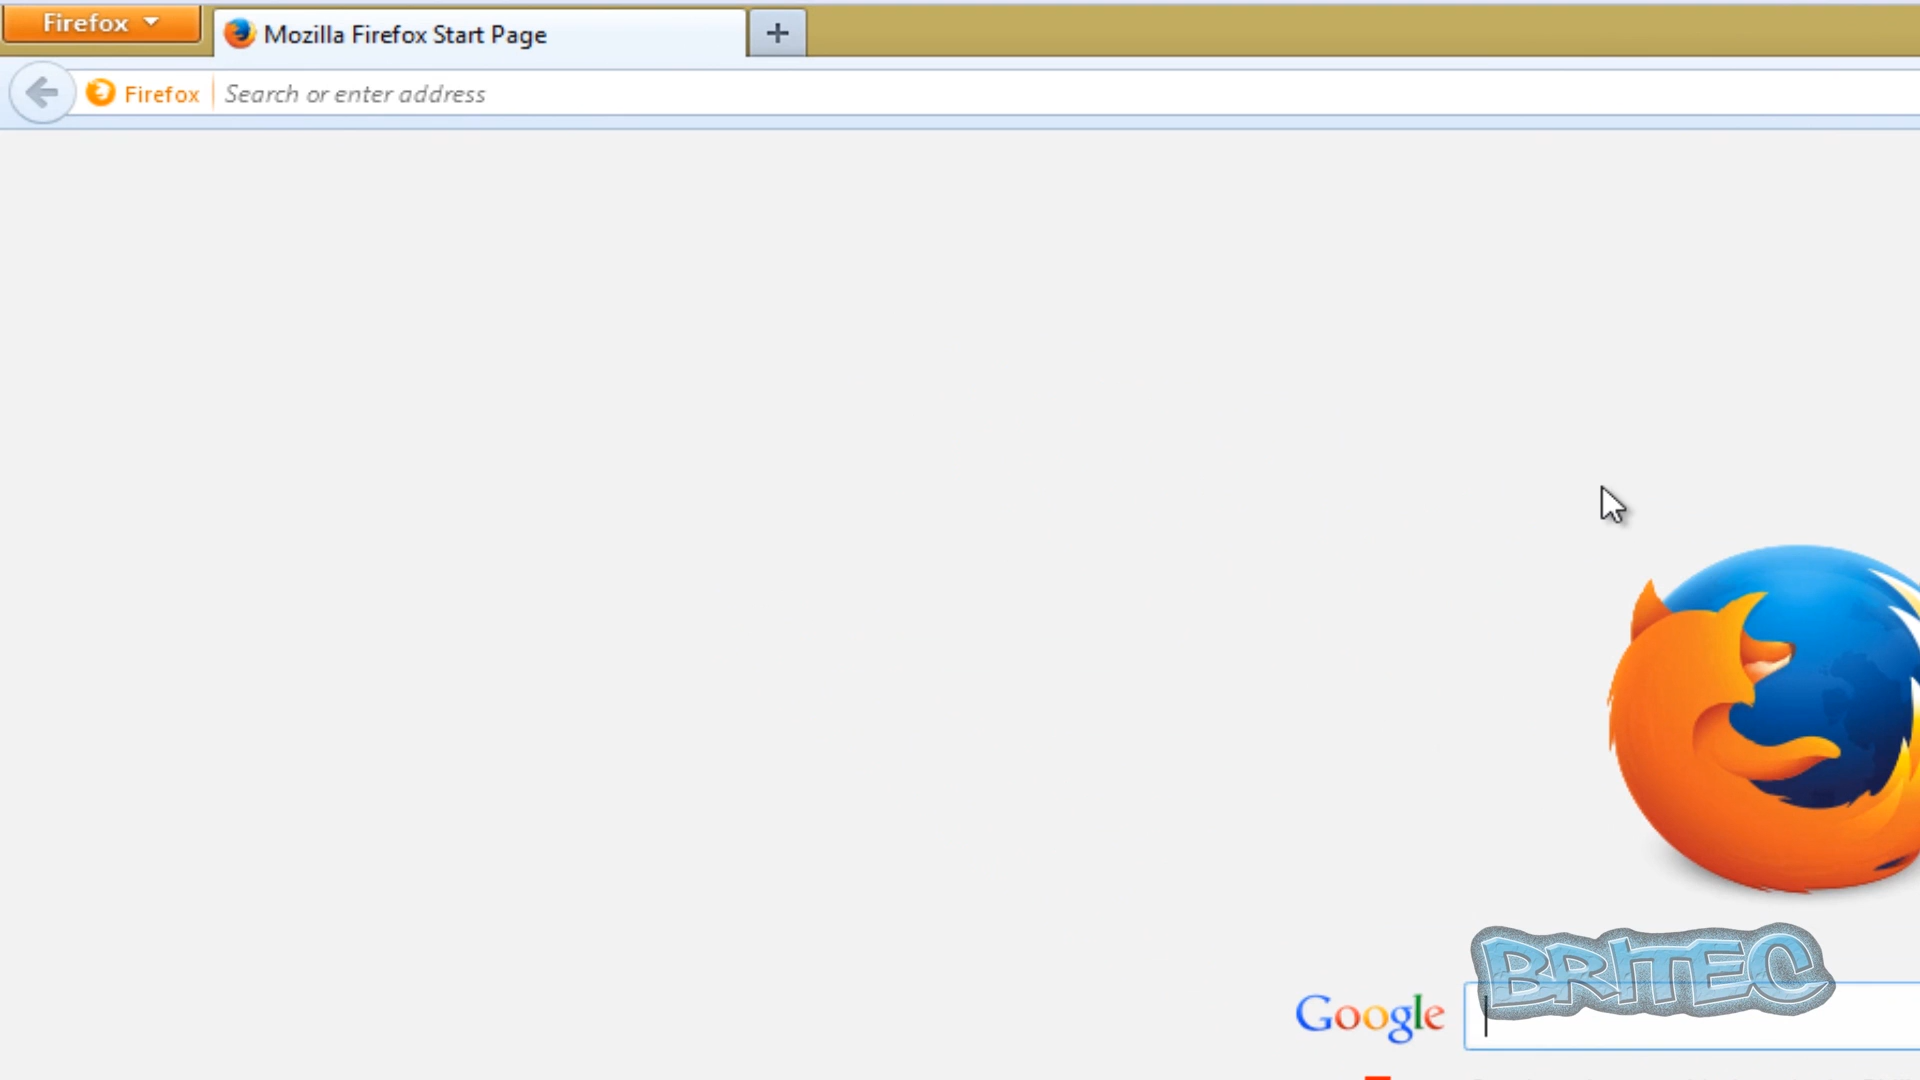 Firefox
Mozilla Firefox Start Page
+
Firefox
Search or enter address
BRITEC
Google